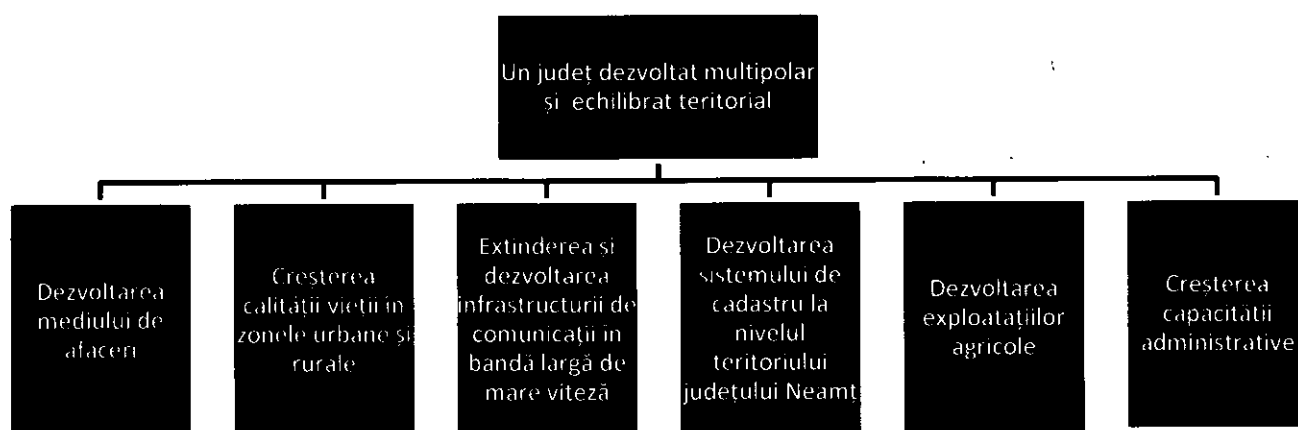 Un județ dezvoltat multipolar
și echilibrat teritorial
Dezvoltarea
mediului de
afaceri
Creșterea
calității vieții în
zonele urbane și
rurale
Extinderea și
dezvoltarea
infrastructurii de
comunicații în
bandă largă de
mare viteză
Dezvoltarea
sistemului de
cadastru la
nivelul
teritoriului
județului Neamț
Dezvoltarea
exploatațiilor
agricole
Creșterea
capacității
administrative